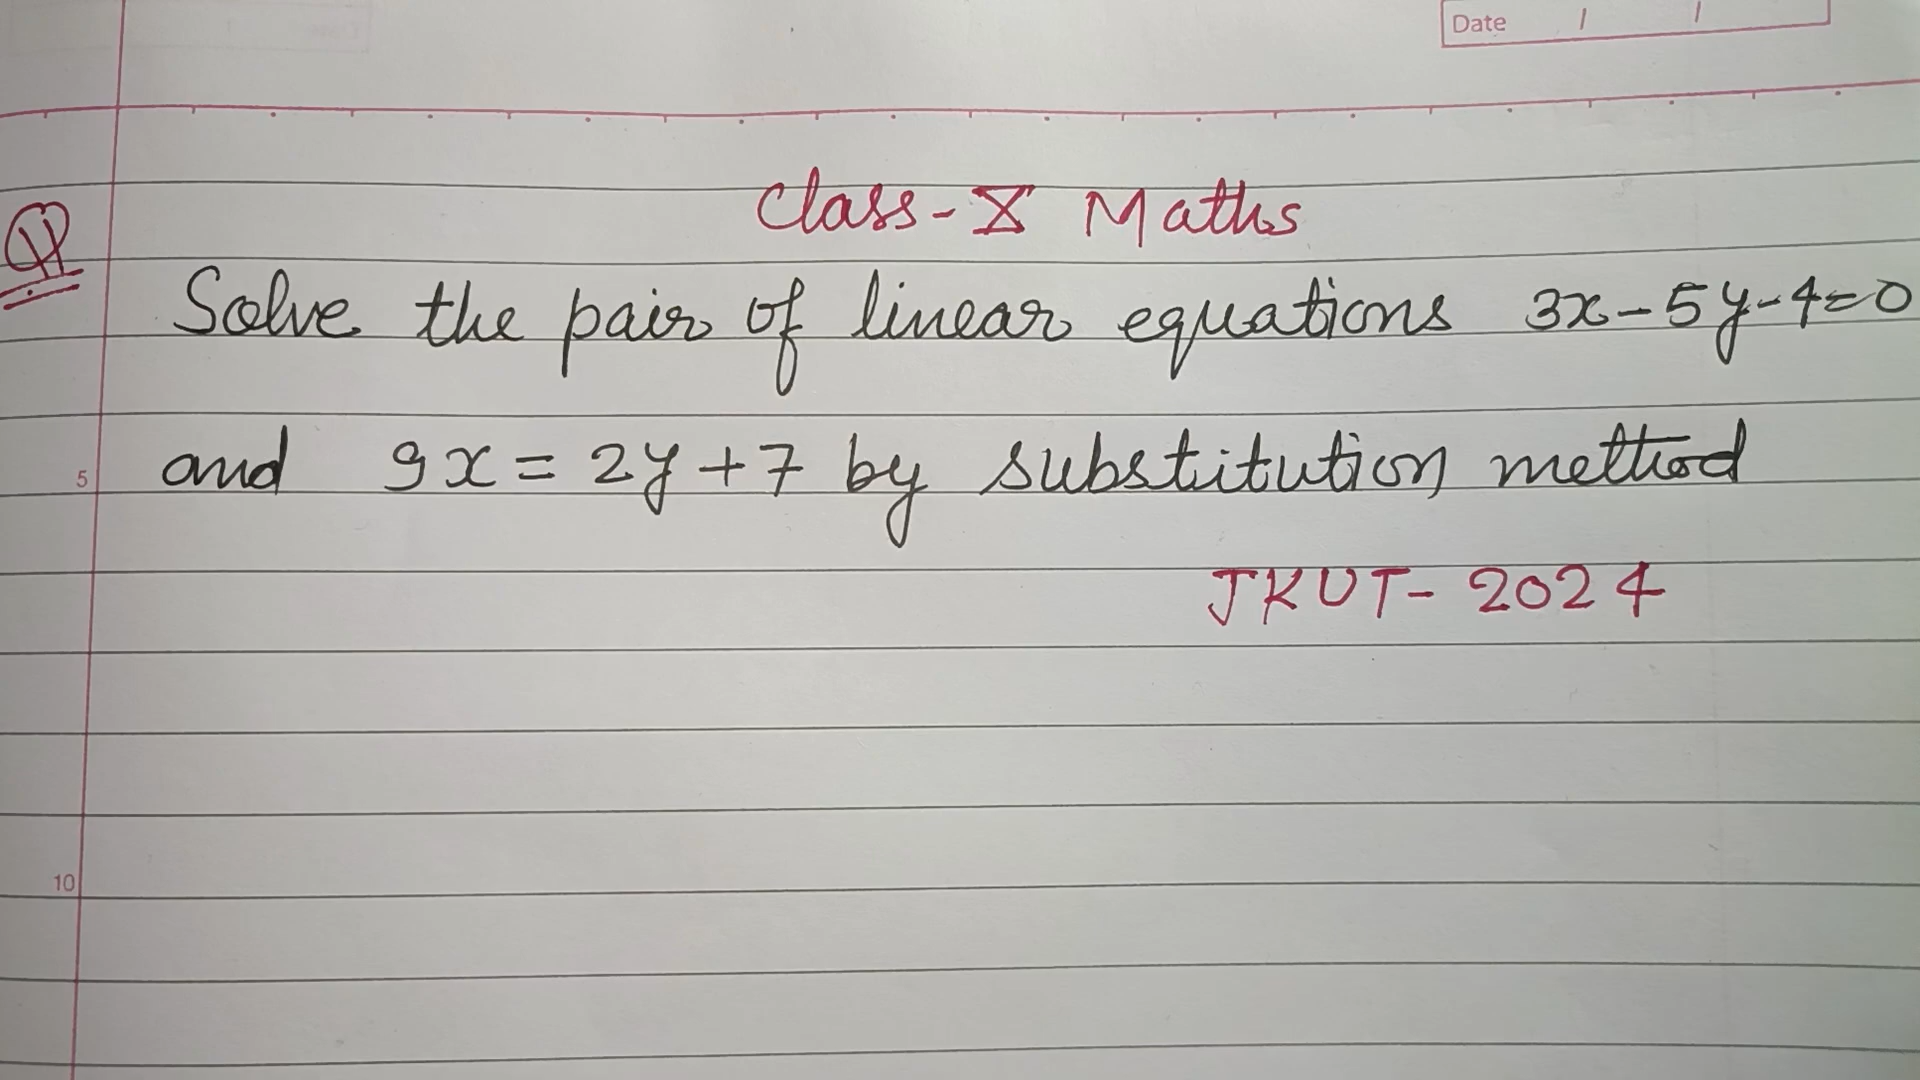 Date / /
Class-X Maths
Q
Solve the pair of linear equations 3x-5y-4=0
5 and 9x = 2y+7 by substitution method
JKUT- 2024
10